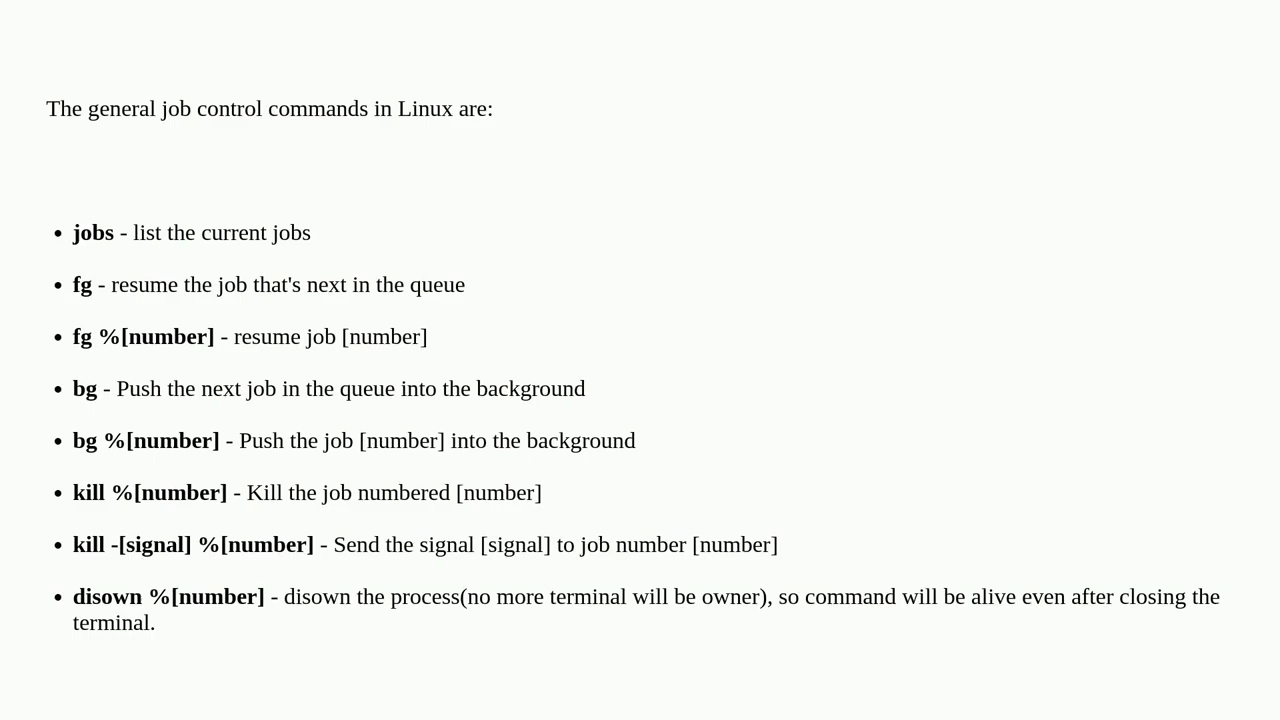 The general job control commands in Linux are:
• jobs - list the current jobs
• fg - resume the job that's next in the queue
• fg %[number] - resume job [number]
• bg - Push the next job in the queue into the background
• bg %[number] - Push the job [number] into the background
• kill %[number] - Kill the job numbered [number]
• kill -[signal] %[number] - Send the signal [signal] to job number [number]
• disown %[number] - disown the process(no more terminal will be owner), so command will be alive even after closing the
terminal.